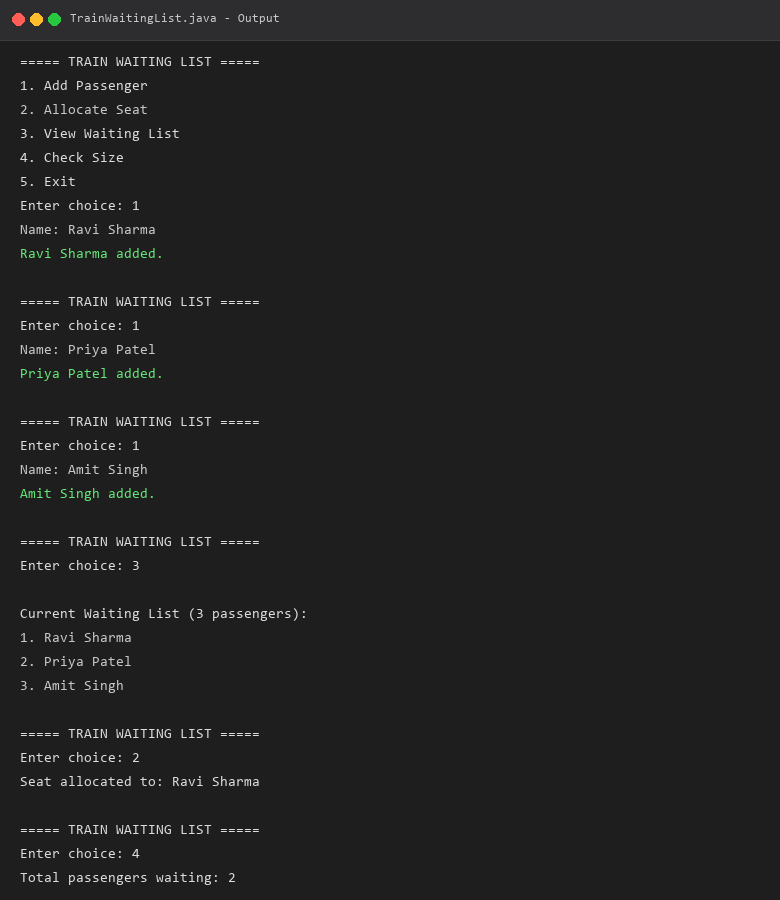 TrainWaitingList.java - Output
===== TRAIN WAITING LIST =====
1. Add Passenger
2. Allocate Seat
3. View Waiting List
4. Check Size
5. Exit
Enter choice: 1
Name: Ravi Sharma
Ravi Sharma added.
===== TRAIN WAITING LIST =====
Enter choice: 1
Name: Priya Patel
Priya Patel added.
===== TRAIN WAITING LIST =====
Enter choice: 1
Name: Amit Singh
Amit Singh added.
===== TRAIN WAITING LIST =====
Enter choice: 3
Current Waiting List (3 passengers):
1. Ravi Sharma
2. Priya Patel
3. Amit Singh
===== TRAIN WAITING LIST =====
Enter choice: 2
Seat allocated to: Ravi Sharma
===== TRAIN WAITING LIST =====
Enter choice: 4
Total passengers waiting: 2